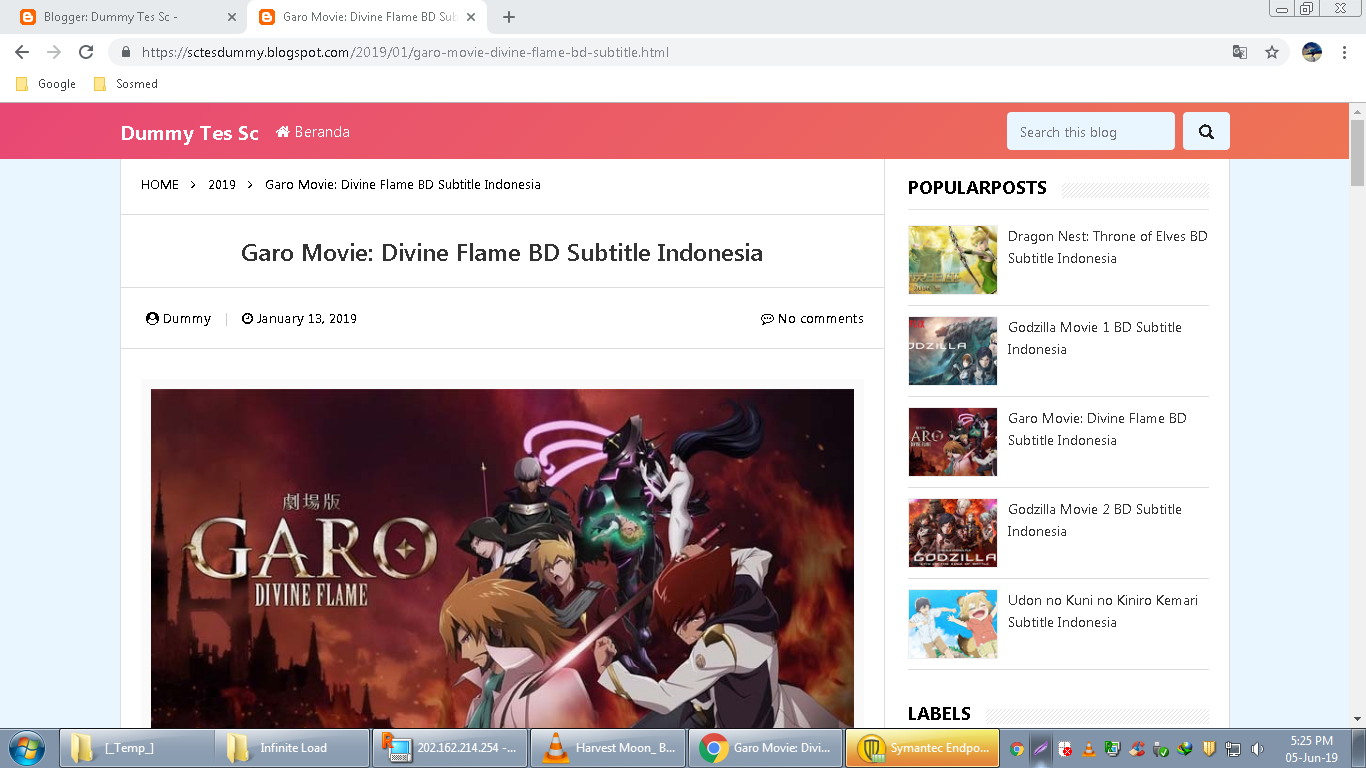 Blogger: Dummy Tes Sc -
Garo Movie: Divine Flame BD Sub
https://sctesdummy.blogspot.com/2019/01/garo-movie-divine-flame-bd-subtitle.html
Google
Sosmed
Dummy Tes Sc
Beranda
Search this blog
HOME > 2019 > Garo Movie: Divine Flame BD Subtitle Indonesia
Garo Movie: Divine Flame BD Subtitle Indonesia
Dummy | January 13, 2019
No comments
劇場版
GARO
DIVINE FLAME
POPULARPOSTS
Dragon Nest: Throne of Elves BD
Subtitle Indonesia
Godzilla Movie 1 BD Subtitle
Indonesia
Garo Movie: Divine Flame BD
Subtitle Indonesia
Godzilla Movie 2 BD Subtitle
Indonesia
GODZILLA
Udon no Kuni no Kiniro Kemari
Subtitle Indonesia
LABELS
[_Temp_]
Infinite Load
202.162.214.254 -...
Harvest Moon_ B...
Garo Movie: Divi...
Symantec Endpo...
5:25 PM
05-Jun-19